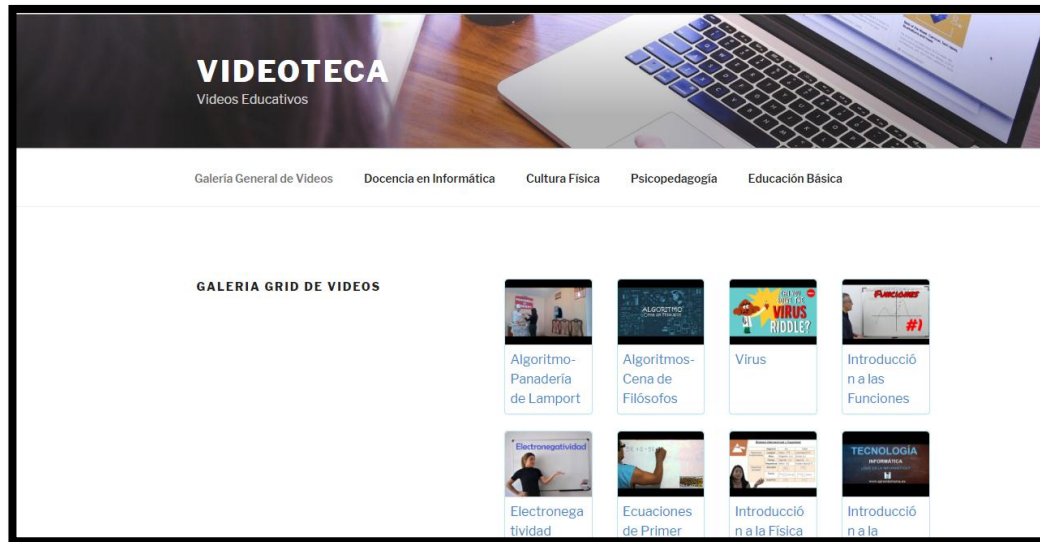 VIDEOTECA
Videos Educativos
Galería General de Videos
Docencia en Informática
Cultura Física
Psicopedagogía
Educación Básica
GALERIA GRID DE VIDEOS
ALGORITMO
VIRUS
RIDDLE?
FUNCIONES
#1
Algoritmo-
Panadería
de Lamport
Algoritmos-
Cena de
Filósofos
Virus
Introducció
n a las
Funciones
Electronegatividad
TECNOLOGÍA
INFORMÁTICA
Electronega
tividad
Ecuaciones
de Primer
Introducció
n a la Física
Introducció
n a la